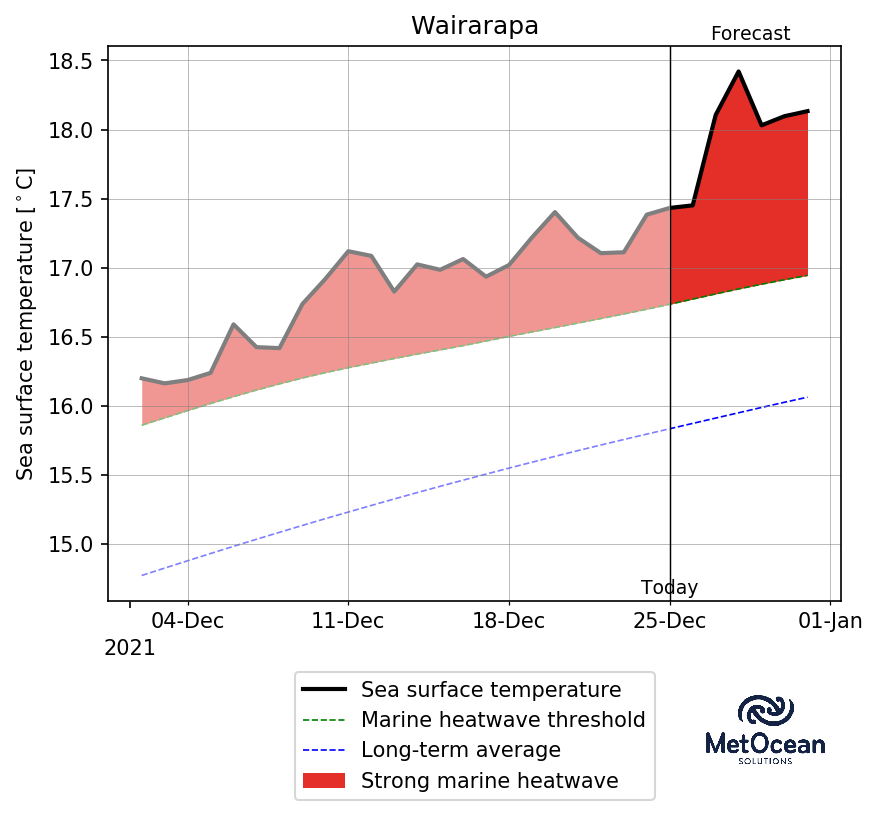 Wairarapa
Forecast
18.5
18.0
17.5
17.0
16.5
16.0
15.5
15.0
Sea surface temperature [°C]
Today
04-Dec 11-Dec 18-Dec 25-Dec 01-Jan
2021
Sea surface temperature
Marine heatwave threshold
Long-term average
Strong marine heatwave
MetOcean
SOLUTIONS